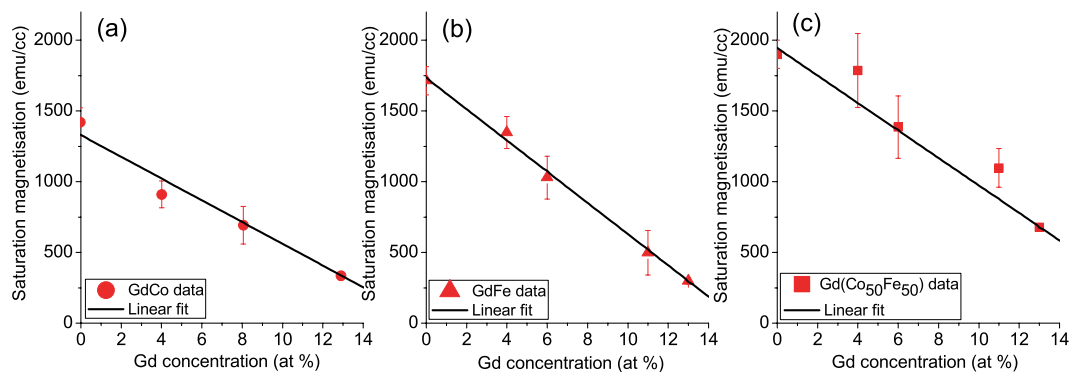 (a)
Saturation magnetisation (emu/cc)
2000
1500
1000
500
0
GdCo data
Linear fit
0 2 4 6 8 10 12 14
Gd concentration (at %)
(b)
Saturation magnetisation (emu/cc)
2000
1500
1000
500
0
GdFe data
Linear fit
0 2 4 6 8 10 12 14
Gd concentration (at %)
(c)
Saturation magnetisation (emu/cc)
2000
1500
1000
500
0
Gd(Co50Fe50) data
Linear fit
0 2 4 6 8 10 12 14
Gd concentration (at %)